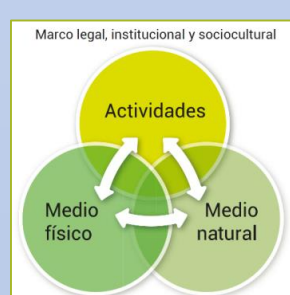 Marco legal, institucional y sociocultural
Actividades
Medio
físico
Medio
natural